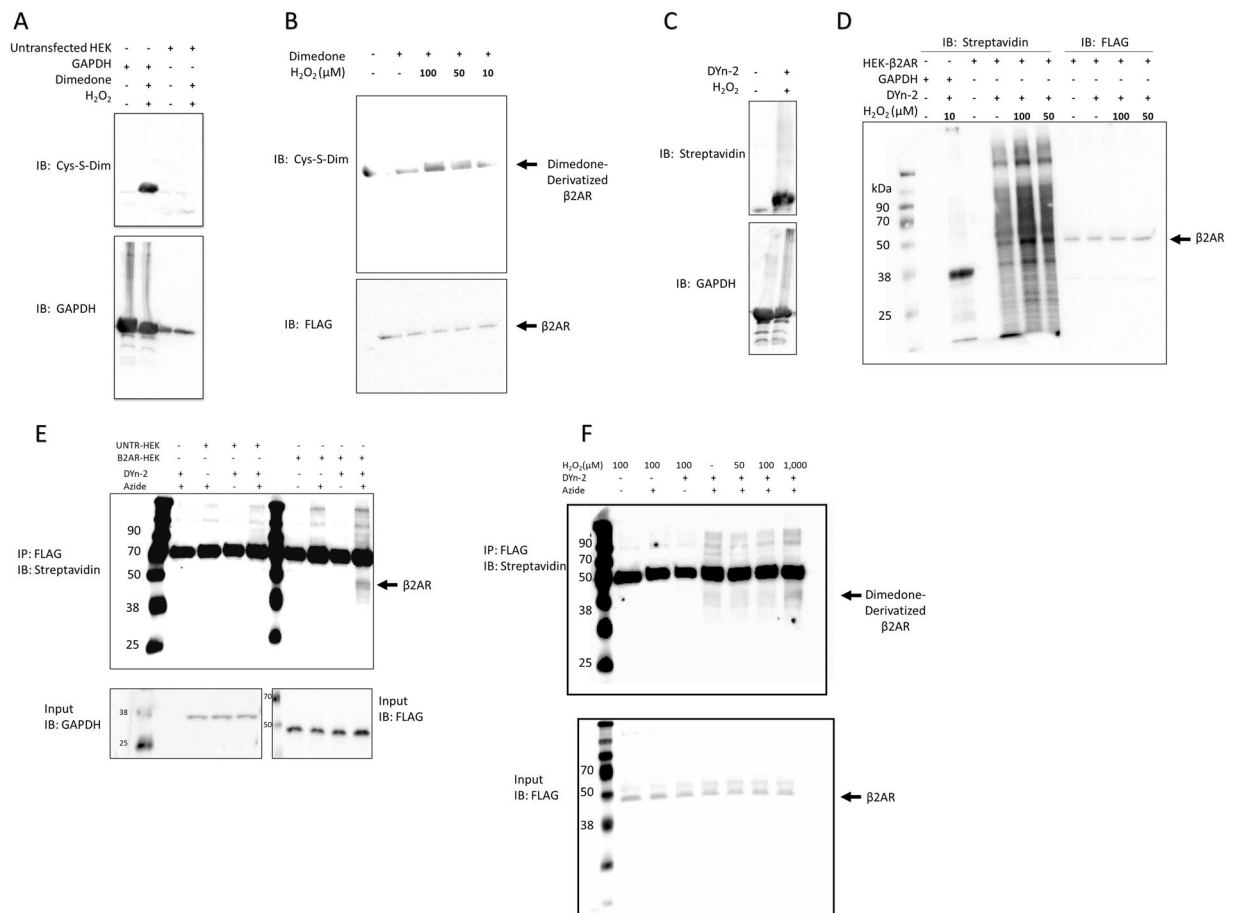 A
Untransfected HEK - - + +
GAPDH + + - -
Dimedone - + - +
H₂O₂ - + - +
IB: Cys-S-Dim
IB: GAPDH
B
Dimedone - + + + +
H₂O₂ (µM) - - 100 50 10
IB: Cys-S-Dim
Dimedone-
Derivatized
β2AR
IB: FLAG
β2AR
C
DYn-2 - +
H₂O₂ - +
IB: Streptavidin
IB: GAPDH
D
IB: Streptavidin IB: FLAG
HEK-β2AR - - + + + + + + + +
GAPDH + + - - - - - - - -
DYn-2 - + - + + + - + + +
H₂O₂ (µM) - 10 - - 100 50 - - 100 50
kDa
90
70
50
38
25
β2AR
E
UNTR-HEK - + + + - - - -
B2AR-HEK - - - - + + + +
DYn-2 + - - + - - + +
Azide + + - + - + - +
90
70
50
38
25
IP: FLAG
IB: Streptavidin
β2AR
Input
IB: GAPDH
38
25
70
50
Input
IB: FLAG
F
H₂O₂(µM) 100 100 100 - 50 100 1,000
DYn-2 - - + + + + +
Azide - + - + + + +
IP: FLAG
IB: Streptavidin
90
70
50
38
25
Dimedone-
Derivatized
β2AR
Input
IB: FLAG
70
50
38
β2AR